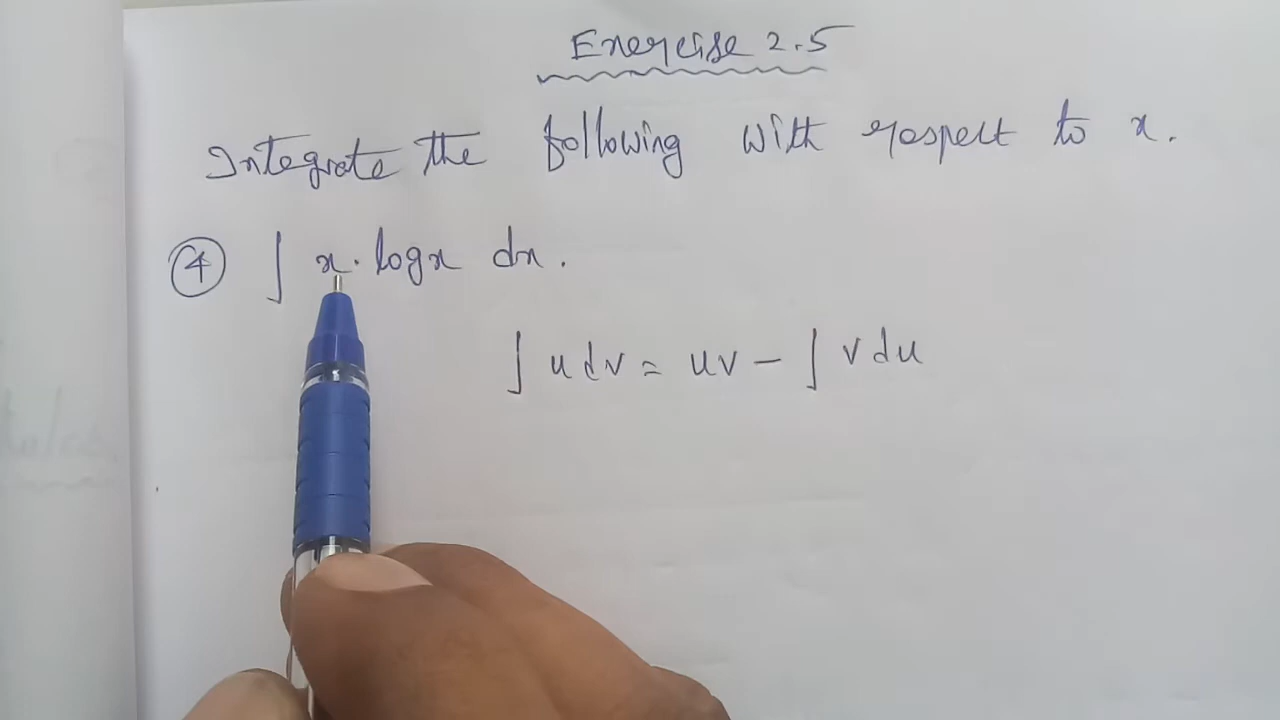 Exercise 2.5
Integrate the following with respect to x.
④ ∫ x · logx dx.
∫ u dv = uv − ∫ v du